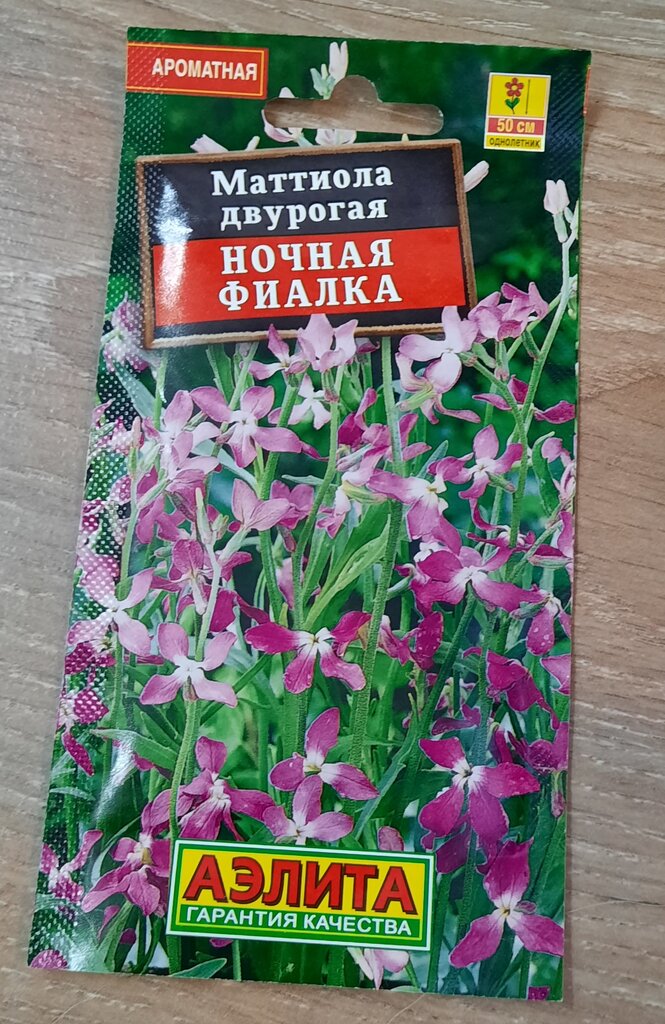 АРОМАТНАЯ
50 см
однолетник
Маттиола
двурогая
НОЧНАЯ
ФИАЛКА
АЭЛИТА
ГАРАНТИЯ КАЧЕСТВА